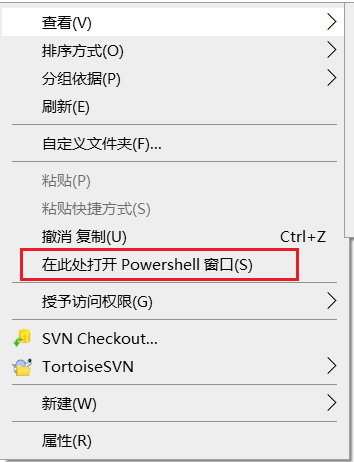 查看(V)
排序方式(O)
分组依据(P)
刷新(E)
自定义文件夹(F)...
粘贴(P)
粘贴快捷方式(S)
撤消 复制(U) Ctrl+Z
在此处打开 Powershell 窗口(S)
授予访问权限(G)
SVN Checkout...
TortoiseSVN
新建(W)
属性(R)